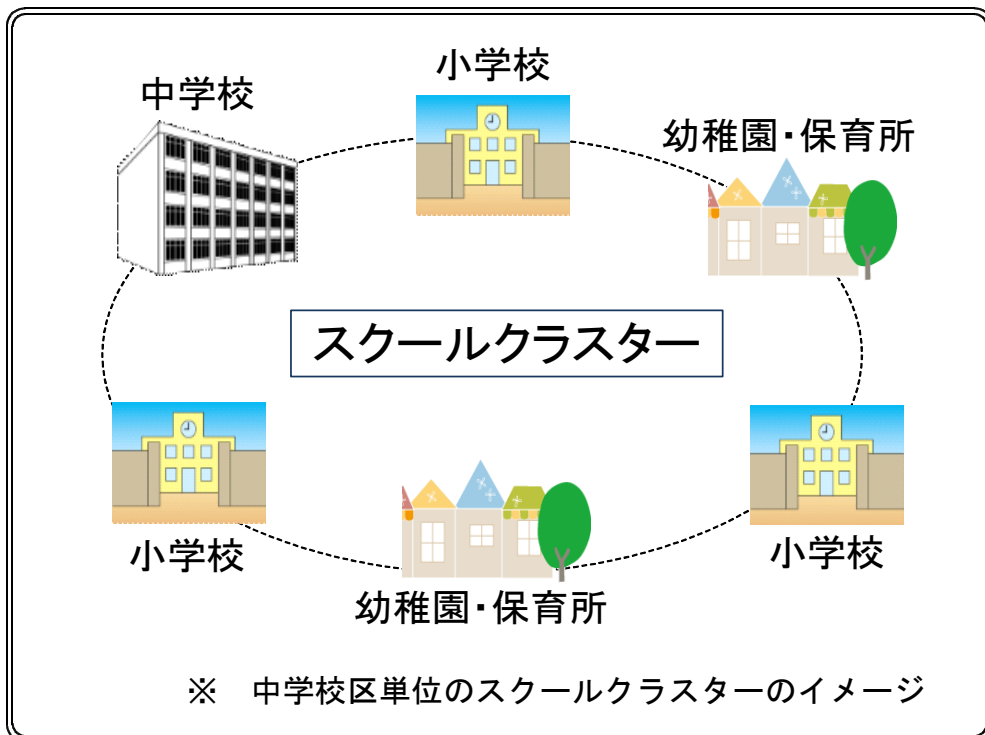 小学校
中学校
幼稚園・保育所
スクールクラスター
小学校
小学校
幼稚園・保育所
※　中学校区単位のスクールクラスターのイメージ